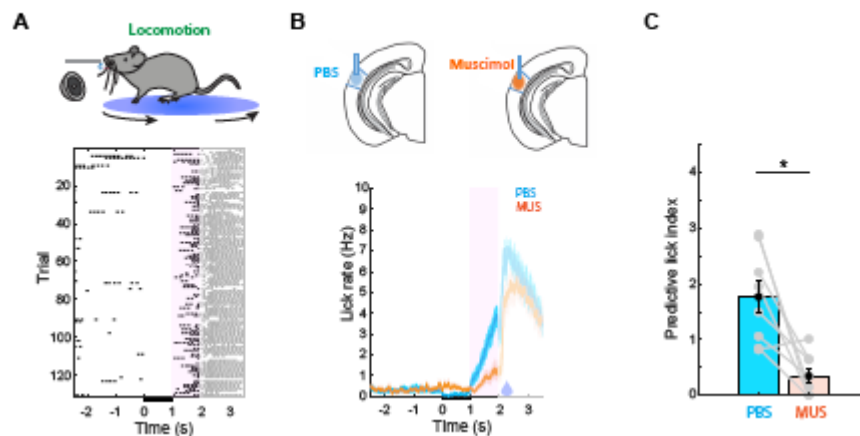 A
Locomotion
Trial
20
40
60
80
100
120
-2 -1 0 1 2 3
Time (s)
B
PBS
Muscimol
PBS
MUS
Lick rate (Hz)
10
9
8
7
6
5
4
3
2
1
0
-2 -1 0 1 2 3
Time (s)
C
*
Predictive lick index
4
3
2
1
0
PBS MUS